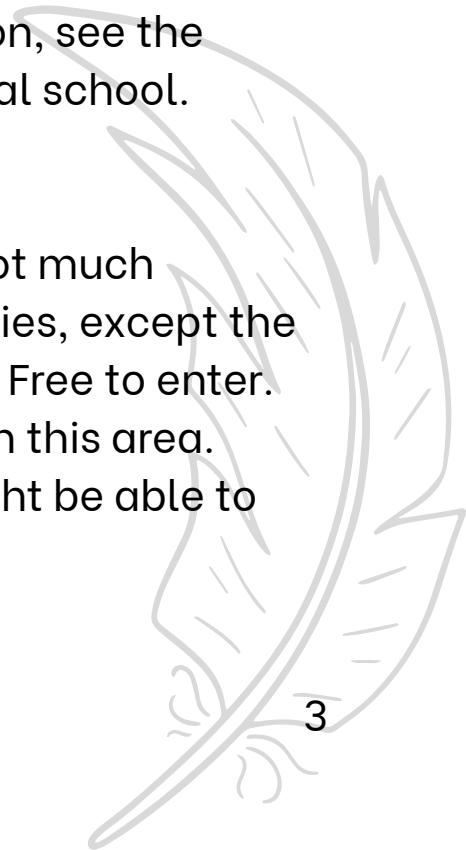 on, see the
al school.
ot much
ies, except the
Free to enter.
n this area.
ht be able to
3